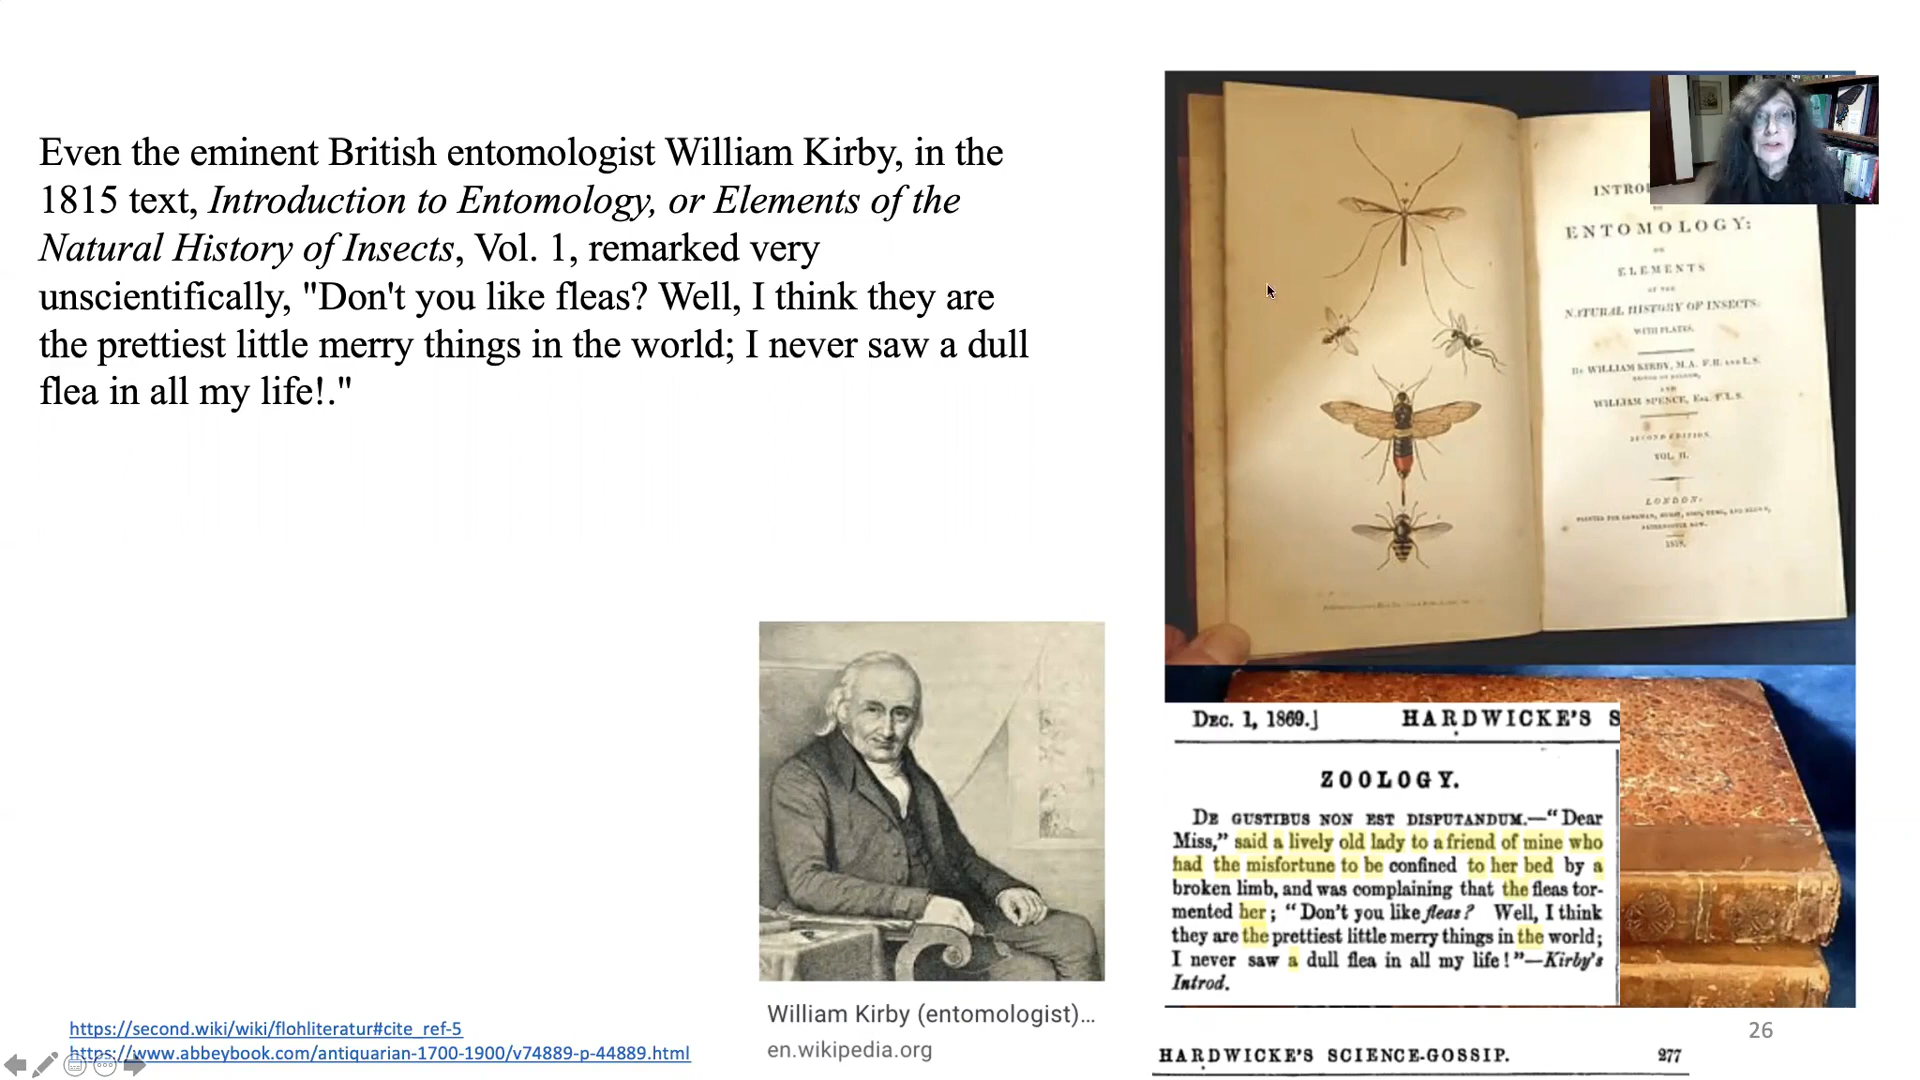 Even the eminent British entomologist William Kirby, in the
1815 text, Introduction to Entomology, or Elements of the
Natural History of Insects, Vol. 1, remarked very
unscientifically, "Don't you like fleas? Well, I think they are
the prettiest little merry things in the world; I never saw a dull
flea in all my life!."
ENTOMOLOGY:
OR
ELEMENTS
OF THE
NATURAL HISTORY OF INSECTS:
WITH PLATES.
By WILLIAM KIRBY, M.A. F.R. AND L.S.
AND
WILLIAM SPENCE, Esq. F.L.S.
SECOND EDITION.
VOL. II.
LONDON:
DEC. 1, 1869.] HARDWICKE'S S
ZOOLOGY.
DE GUSTIBUS NON EST DISPUTANDUM.—"Dear
Miss," said a lively old lady to a friend of mine who
had the misfortune to be confined to her bed by a
broken limb, and was complaining that the fleas tor-
mented her; "Don't you like fleas? Well, I think
they are the prettiest little merry things in the world;
I never saw a dull flea in all my life!"—Kirby's
Introd.
William Kirby (entomologist)...
en.wikipedia.org
https://second.wiki/wiki/flohliteratur#cite_ref-5
https://www.abbeybook.com/antiquarian-1700-1900/v74889-p-44889.html
26
HARDWICKE'S SCIENCE-GOSSIP. 277